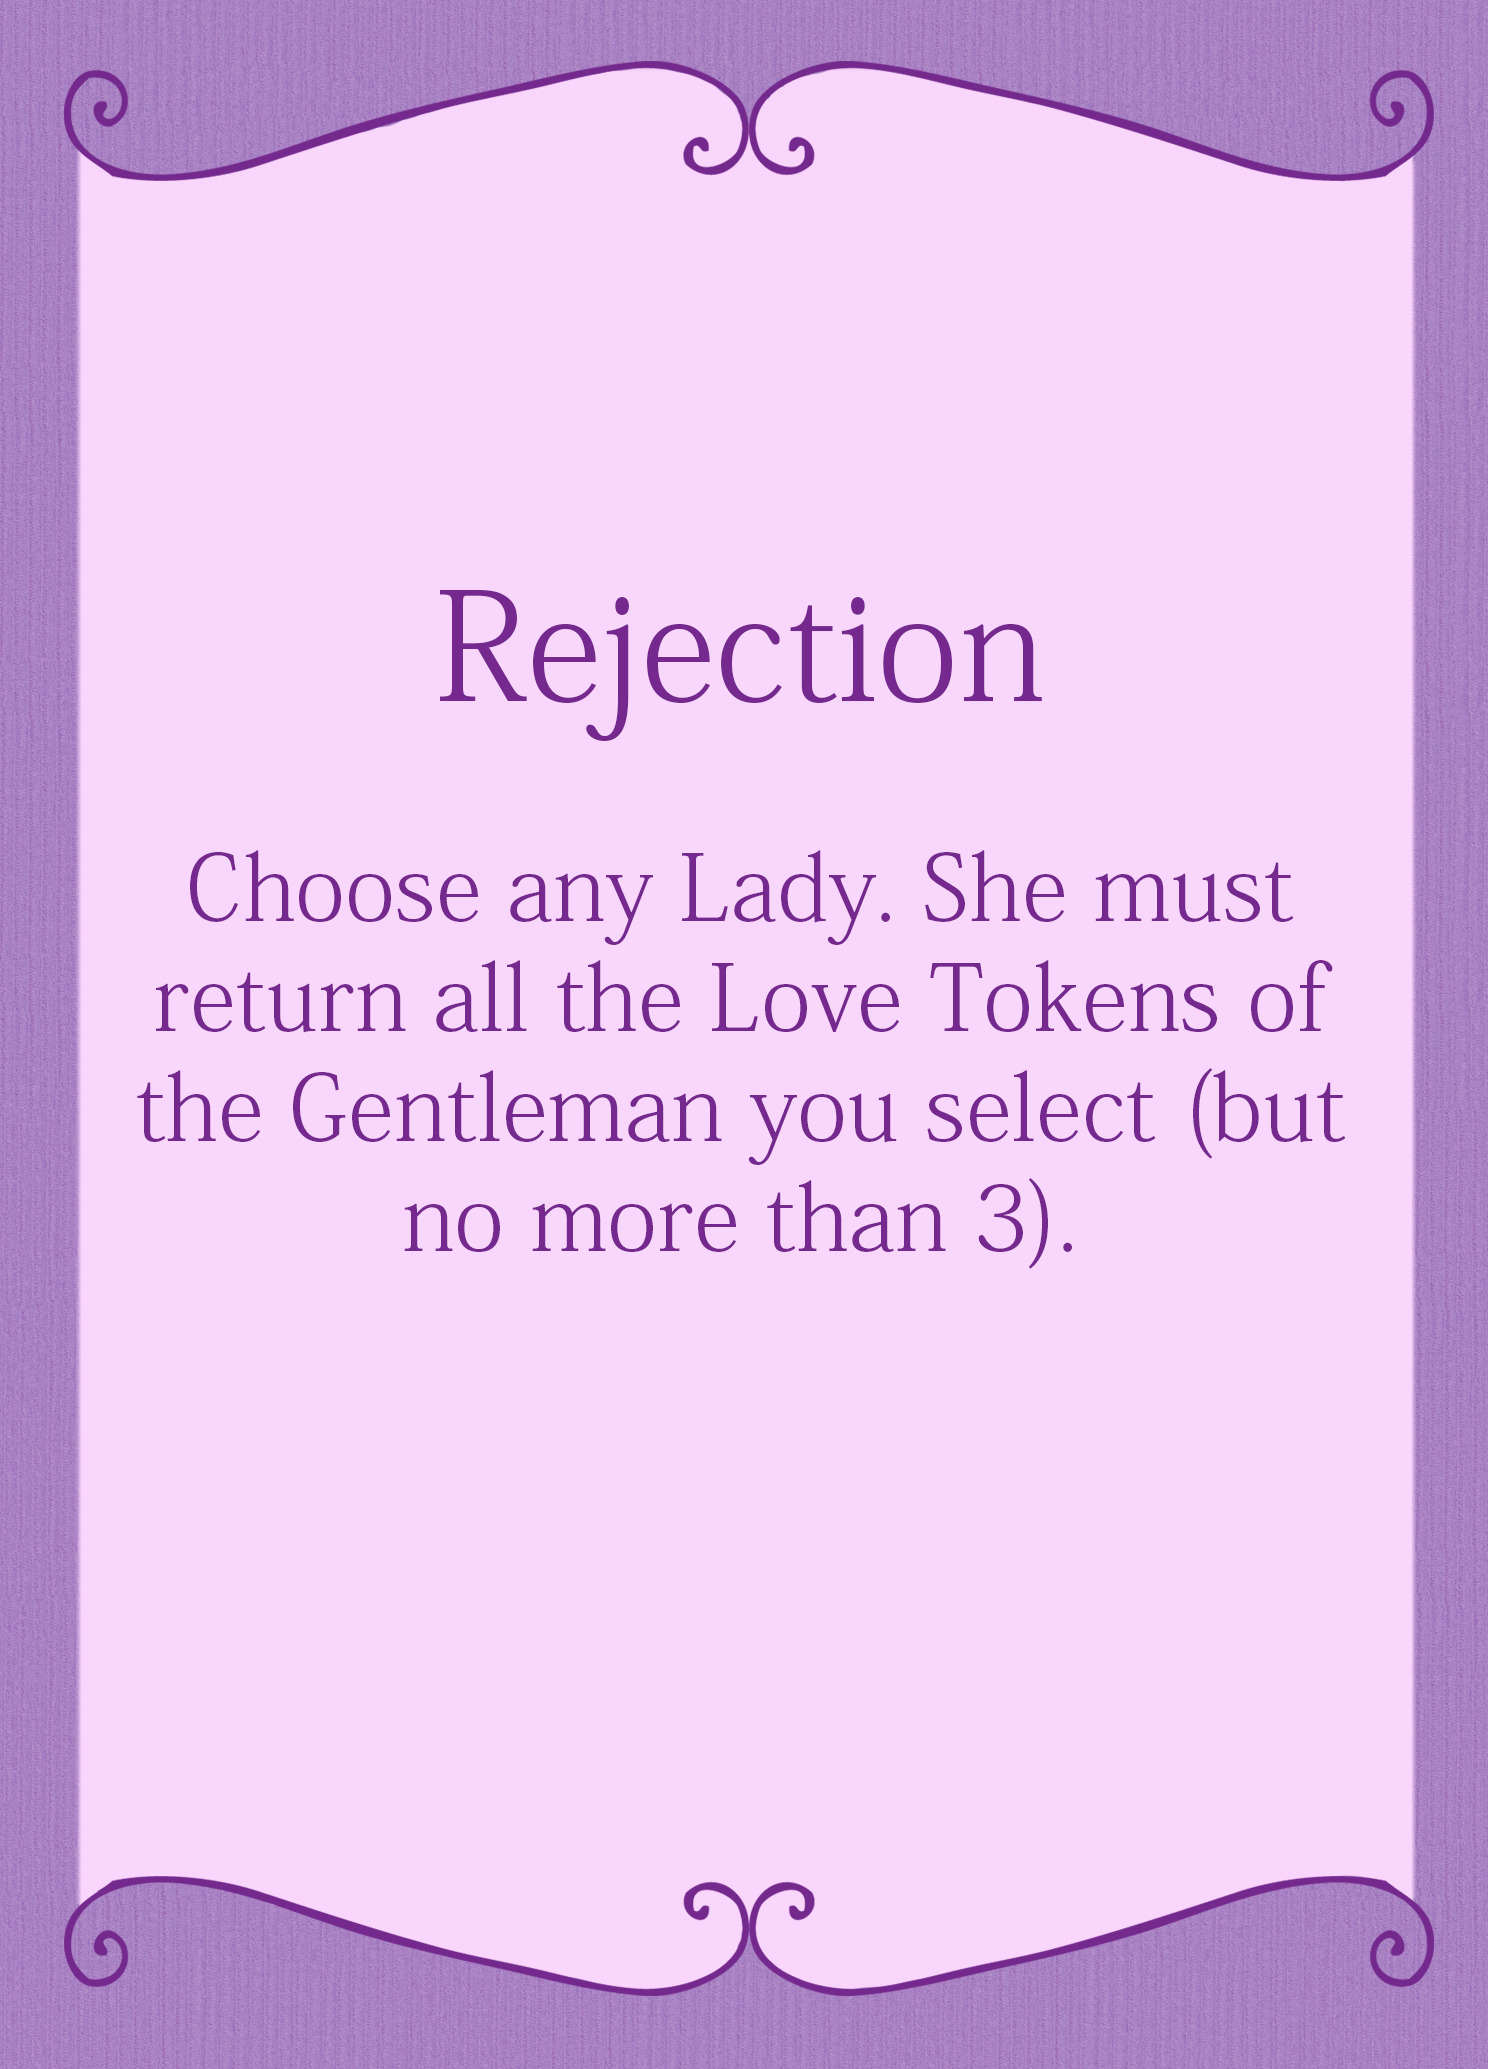 Rejection
Choose any Lady. She must
return all the Love Tokens of
the Gentleman you select (but
no more than 3).